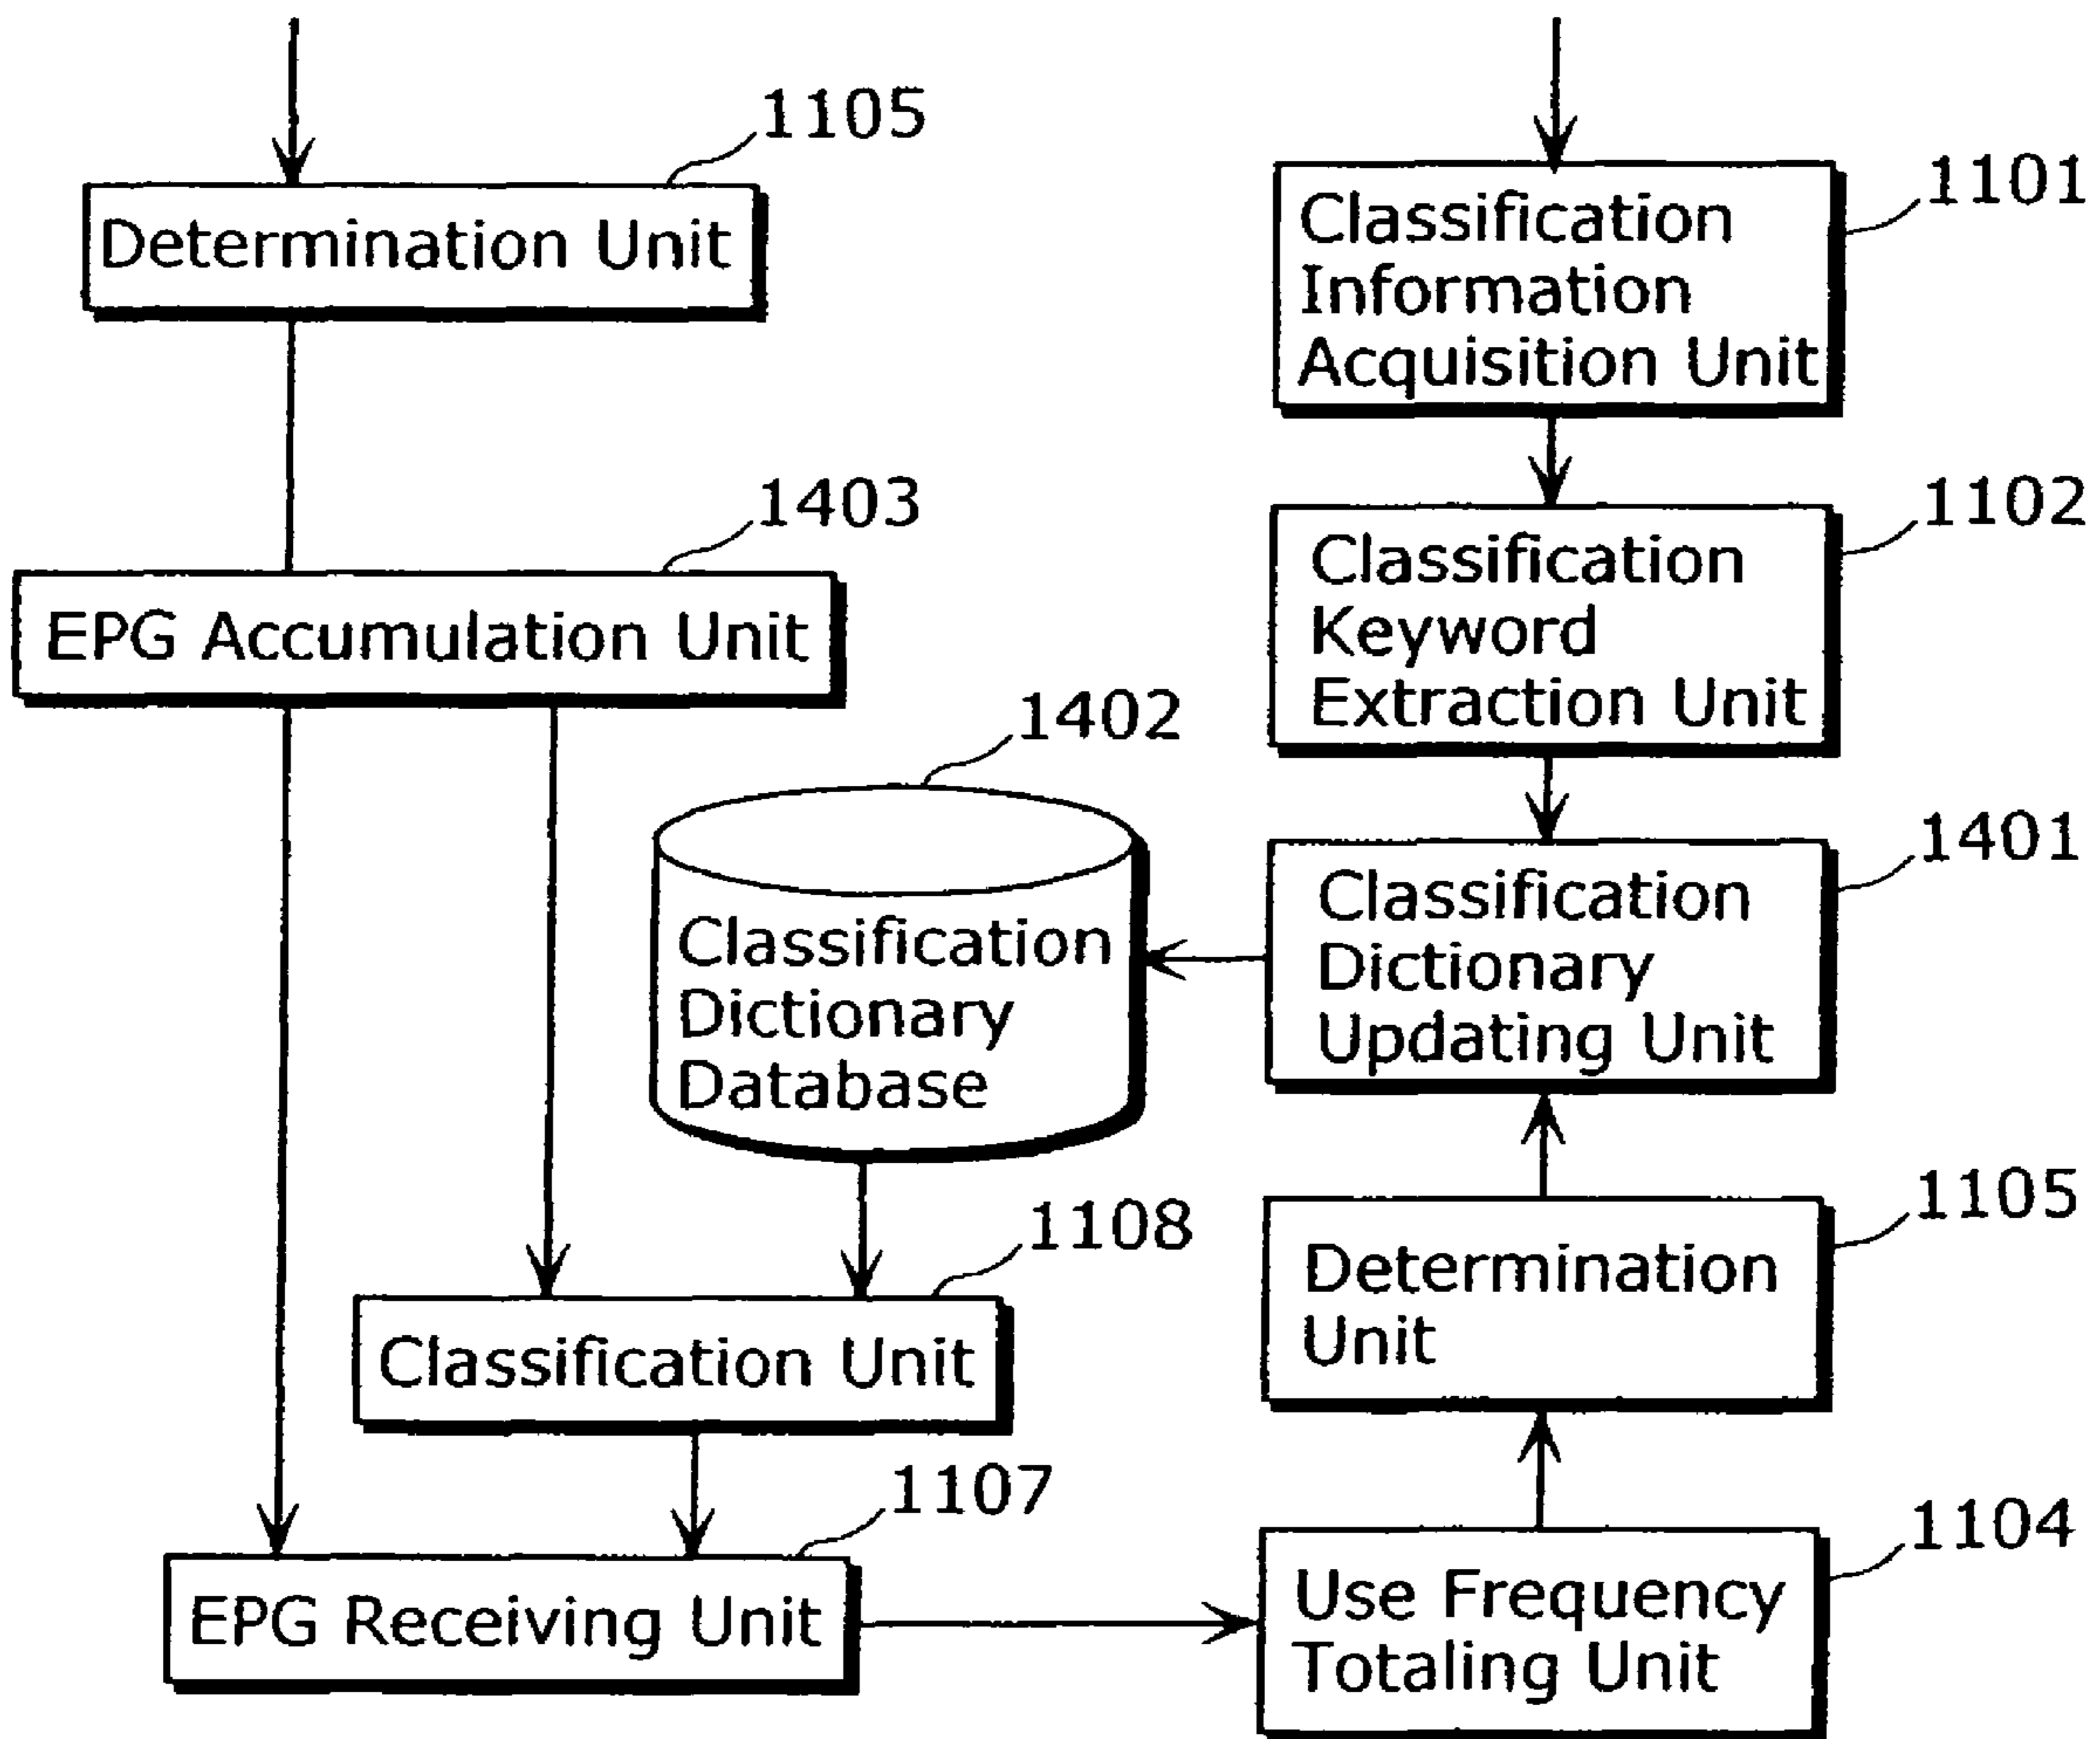 1105
Determination Unit
1403
EPG Accumulation Unit
1402
Classification
Dictionary
Database
1108
Classification Unit
1107
EPG Receiving Unit
1101
Classification
Information
Acquisition Unit
1102
Classification
Keyword
Extraction Unit
1401
Classification
Dictionary
Updating Unit
1105
Determination
Unit
1104
Use Frequency
Totaling Unit